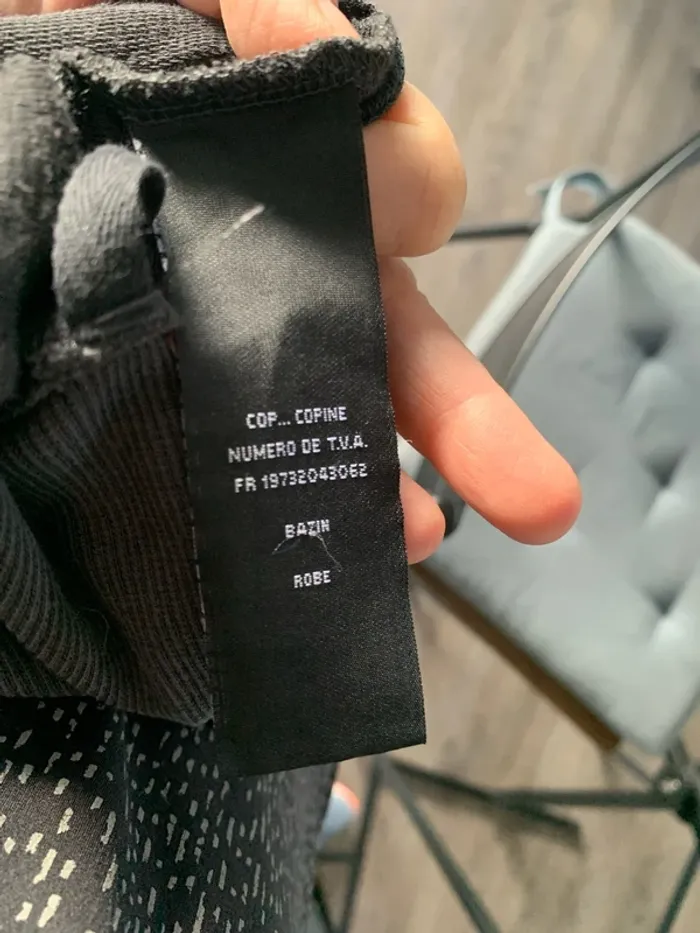 COP... COPINE
NUMERO DE T.V.A.
FR 19732043062
BAZIN
ROBE